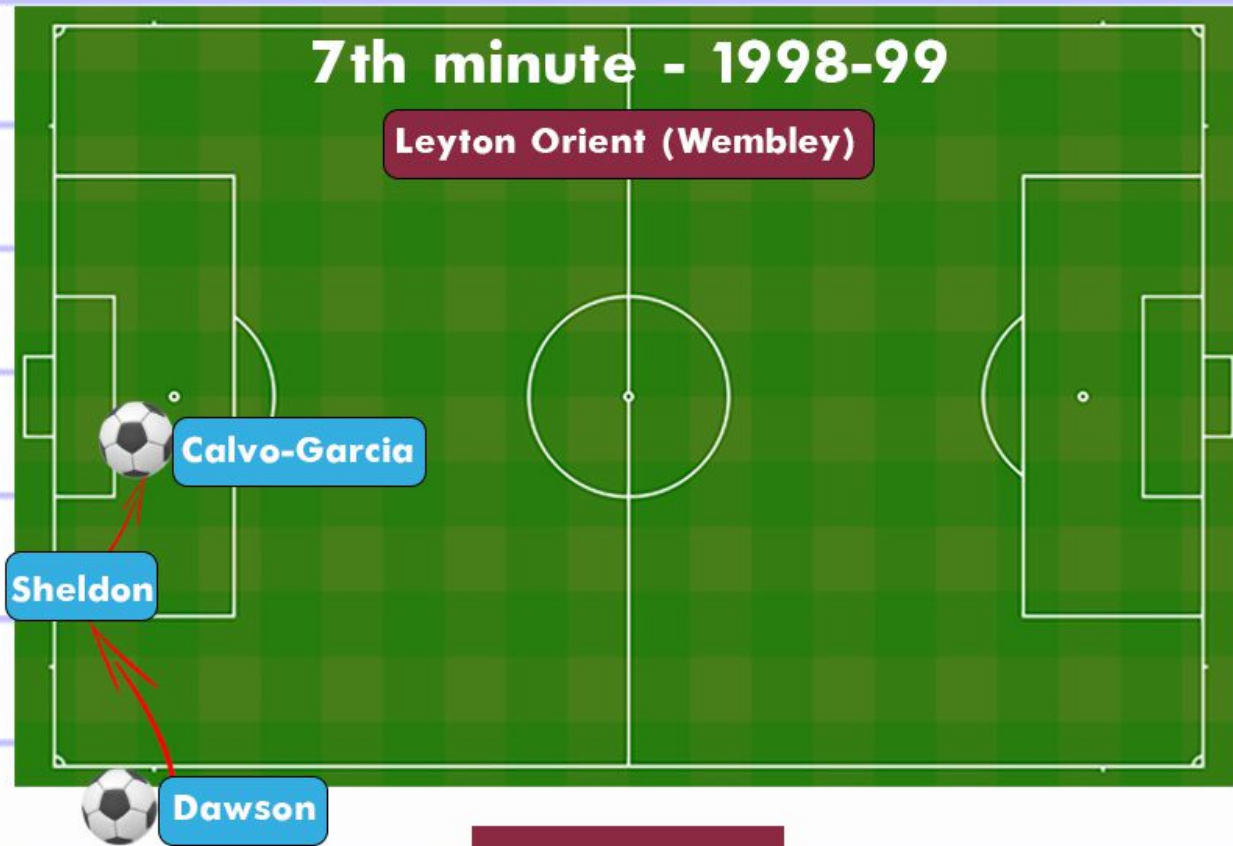 7th minute - 1998-99
Leyton Orient (Wembley)
Calvo-Garcia
Sheldon
Dawson